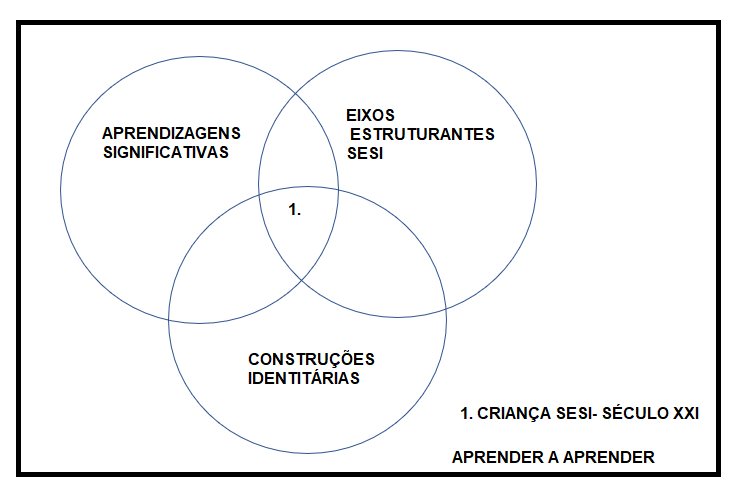 APRENDIZAGENS
SIGNIFICATIVAS
EIXOS
ESTRUTURANTES
SESI
1.
CONSTRUÇÕES
IDENTITÁRIAS
1. CRIANÇA SESI- SÉCULO XXI
APRENDER A APRENDER